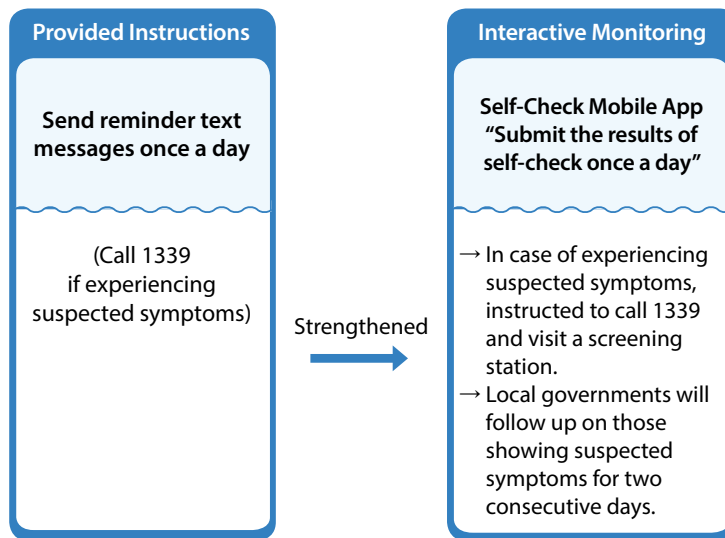 Provided Instructions
Send reminder text
messages once a day
(Call 1339
if experiencing
suspected symptoms)
Strengthened
Interactive Monitoring
Self-Check Mobile App
“Submit the results of
self-check once a day”
→ In case of experiencing
suspected symptoms,
instructed to call 1339
and visit a screening
station.
→ Local governments will
follow up on those
showing suspected
symptoms for two
consecutive days.